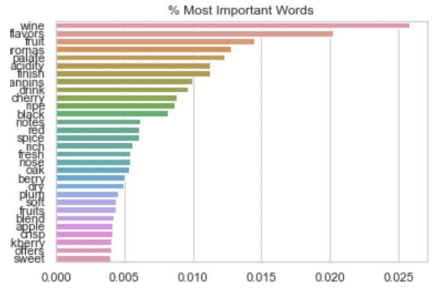 % Most Important Words
wine
flavors
fruit
romas
palate
acidity
finish
annins
drink
cherry
ripe
black
notes
red
spice
rich
fresh
nose
oak
berry
dry
plum
soft
fruits
blend
apple
crisp
kberry
offers
sweet
0.000 0.005 0.010 0.015 0.020 0.025